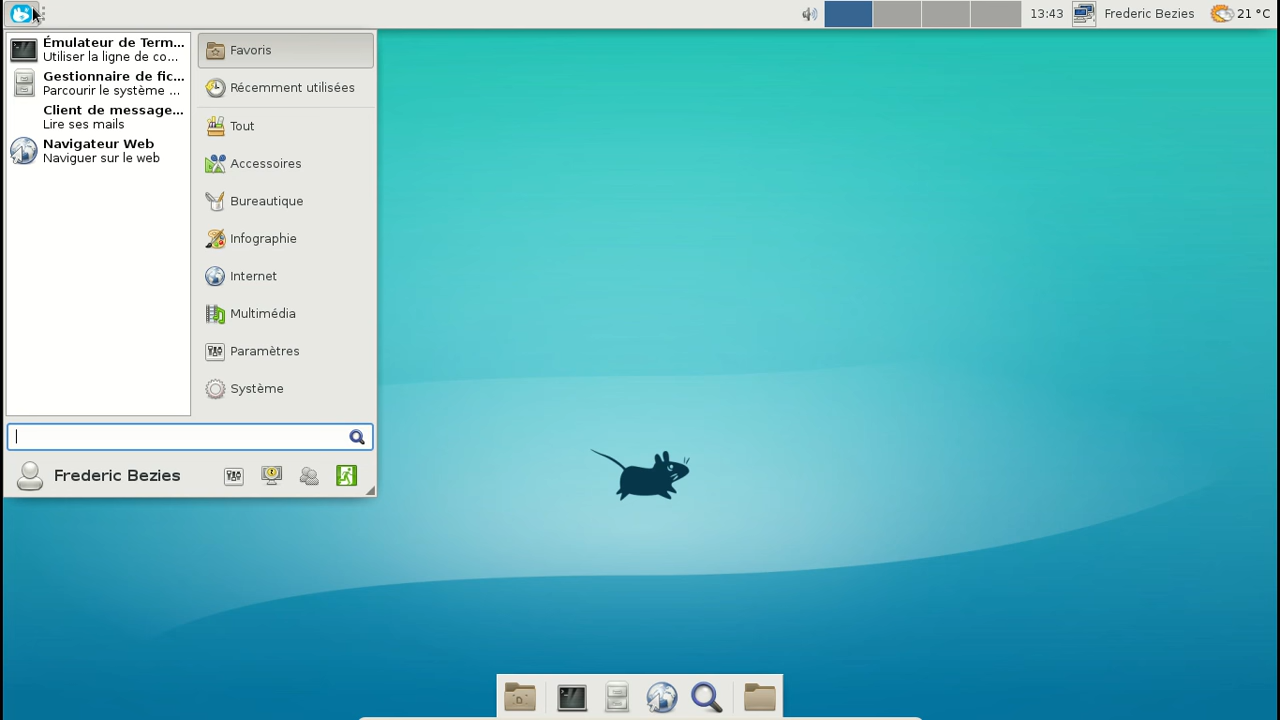 13:43
Frederic Bezies
21 °C
Émulateur de Term...
Utiliser la ligne de co...
Gestionnaire de fic...
Parcourir le système ...
Client de message...
Lire ses mails
Navigateur Web
Naviguer sur le web
Favoris
Récemment utilisées
Tout
Accessoires
Bureautique
Infographie
Internet
Multimédia
Paramètres
Système
Frederic Bezies